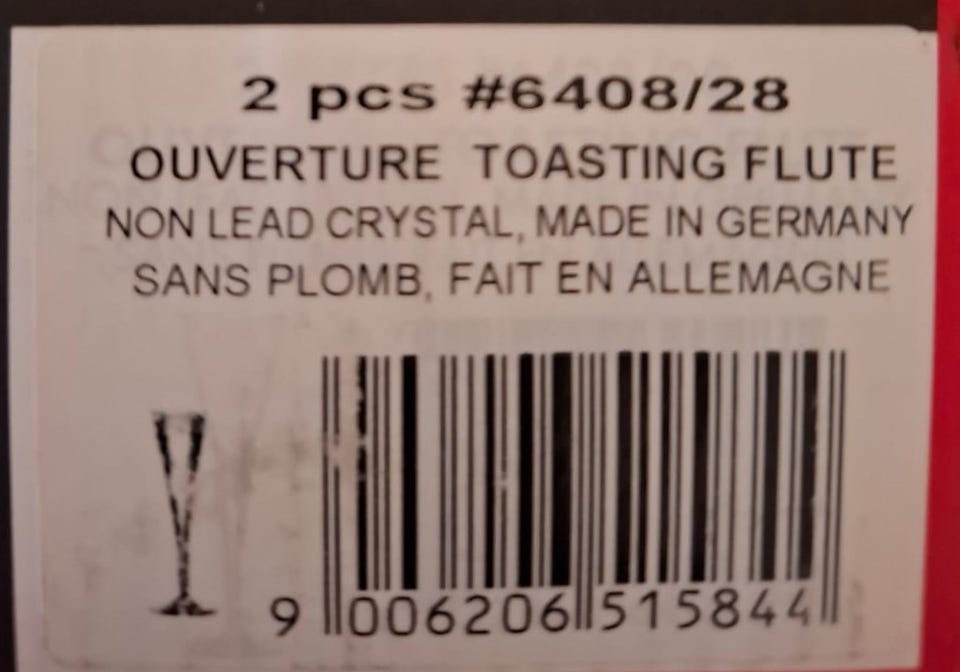 2 pcs #6408/28
OUVERTURE TOASTING FLUTE
NON LEAD CRYSTAL, MADE IN GERMANY
SANS PLOMB, FAIT EN ALLEMAGNE
9 006206 515844